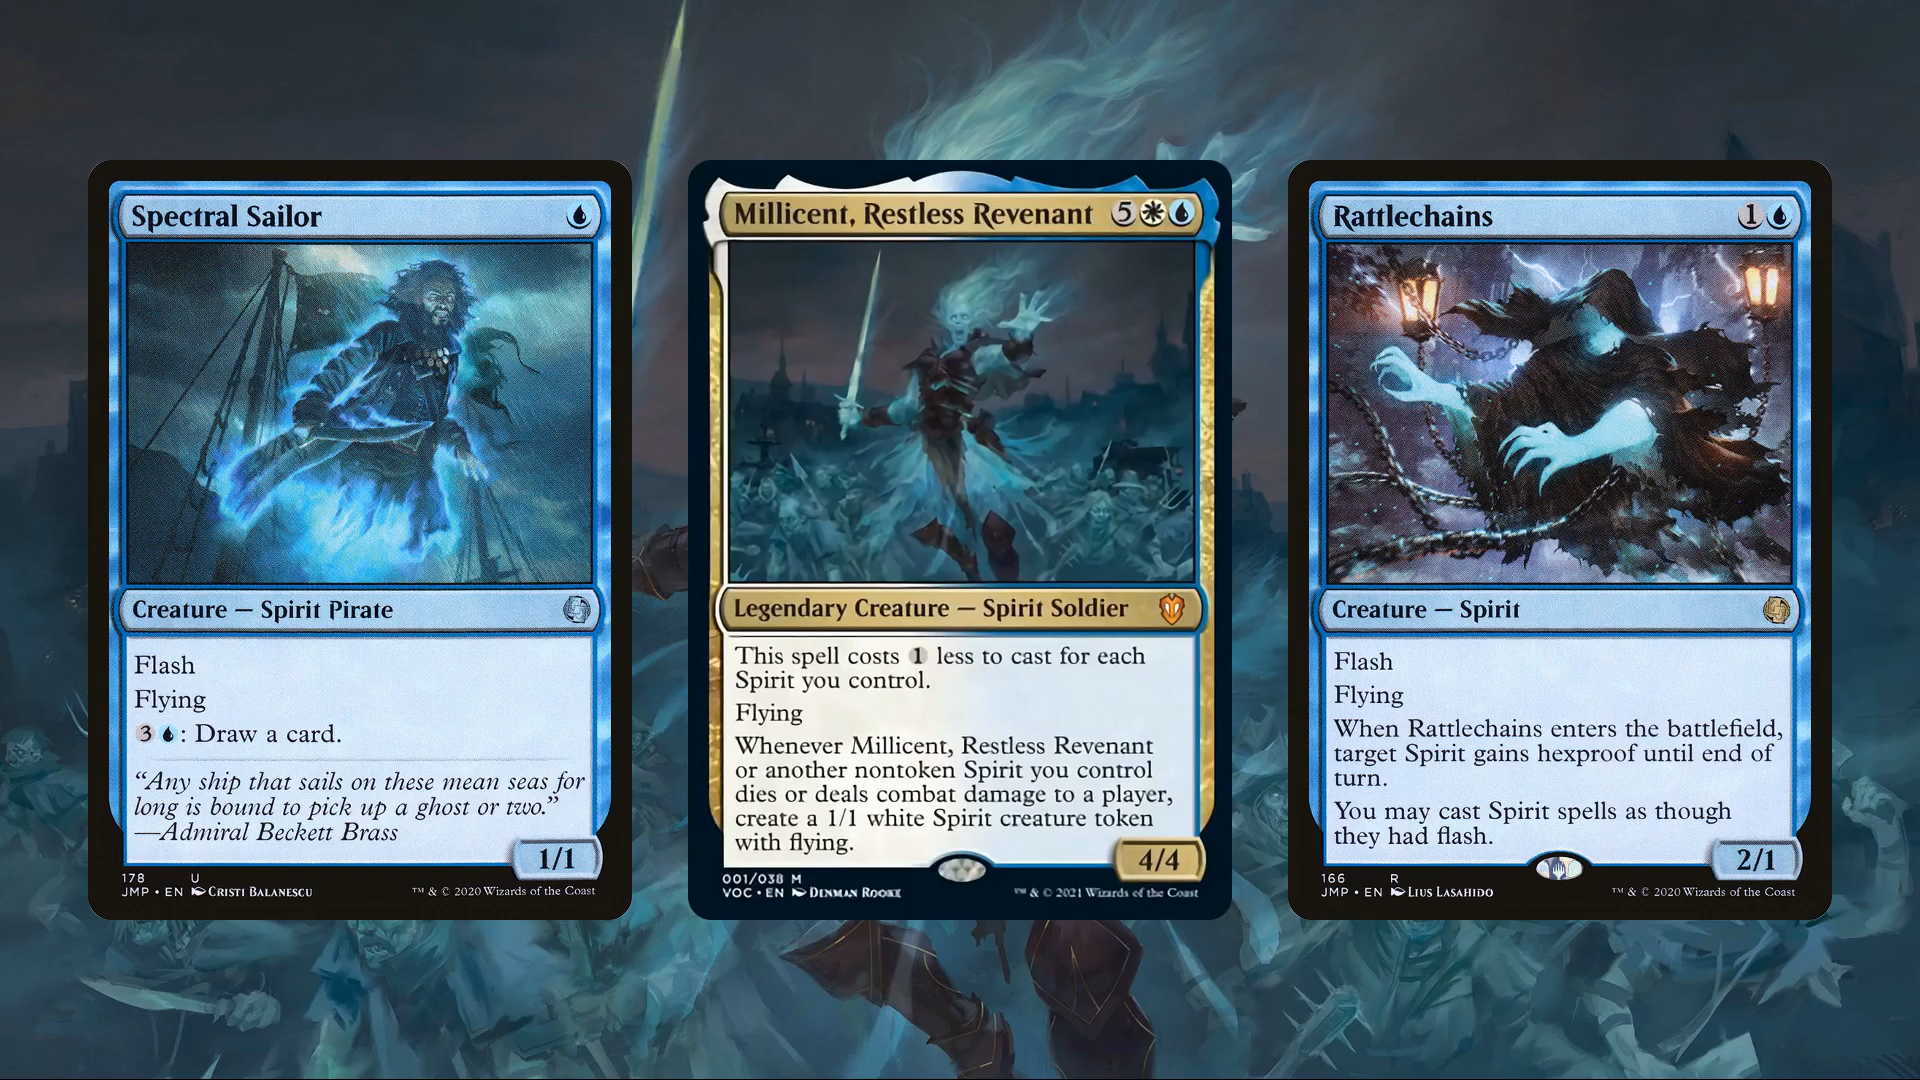 Spectral Sailor
Creature — Spirit Pirate
Flash
Flying
3 : Draw a card.
“Any ship that sails on these mean seas for
long is bound to pick up a ghost or two.”
—Admiral Beckett Brass
1/1
178 U
JMP • EN CRISTI BALANESCU
™ & © 2020 Wizards of the Coast
Millicent, Restless Revenant 5
Legendary Creature — Spirit Soldier
This spell costs 1 less to cast for each
Spirit you control.
Flying
Whenever Millicent, Restless Revenant
or another nontoken Spirit you control
dies or deals combat damage to a player,
create a 1/1 white Spirit creature token
with flying.
4/4
001/038 M
VOC • EN DENMAN ROOKE
™ & © 2021 Wizards of the Coast
Rattlechains 1
Creature — Spirit
Flash
Flying
When Rattlechains enters the battlefield,
target Spirit gains hexproof until end of
turn.
You may cast Spirit spells as though
they had flash.
2/1
166 R
JMP • EN LIUS LASAHIDO
™ & © 2020 Wizards of the Coast